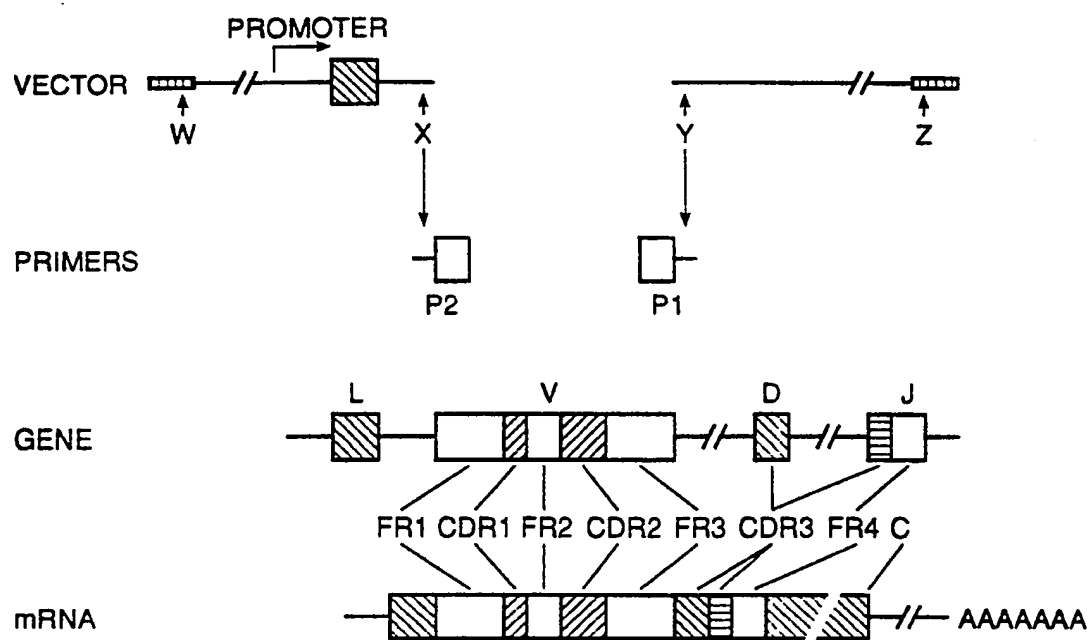 PROMOTER
VECTOR
W X Y Z
PRIMERS
P2 P1
L V D J
GENE
FR1 CDR1 FR2 CDR2 FR3 CDR3 FR4 C
mRNA AAAAAAA